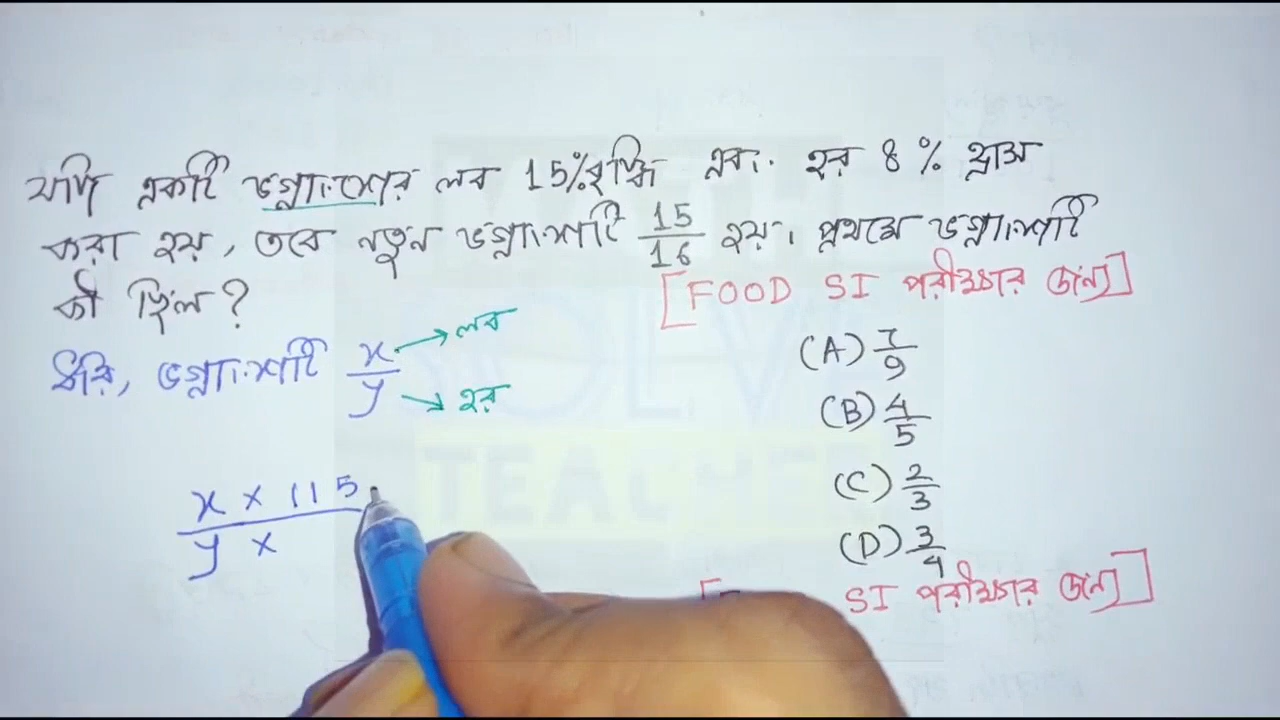 যদি একটি ভগ্নাংশের লব 15% বৃদ্ধি এবং হর 8% হ্রাস
করা হয়, তবে নতুন ভগ্নাংশটি 15/16 হয়। প্রথমে ভগ্নাংশটি
কী ছিল?
[FOOD SI পরীক্ষার জন্য]
ধরি, ভগ্নাংশটি x/y → লব → হর
(A) 7/9
(B) 4/5
(C) 2/3
(D) 3/4
x × 115
y ×
SI পরীক্ষার জন্য]
SOLVE
TEACHER